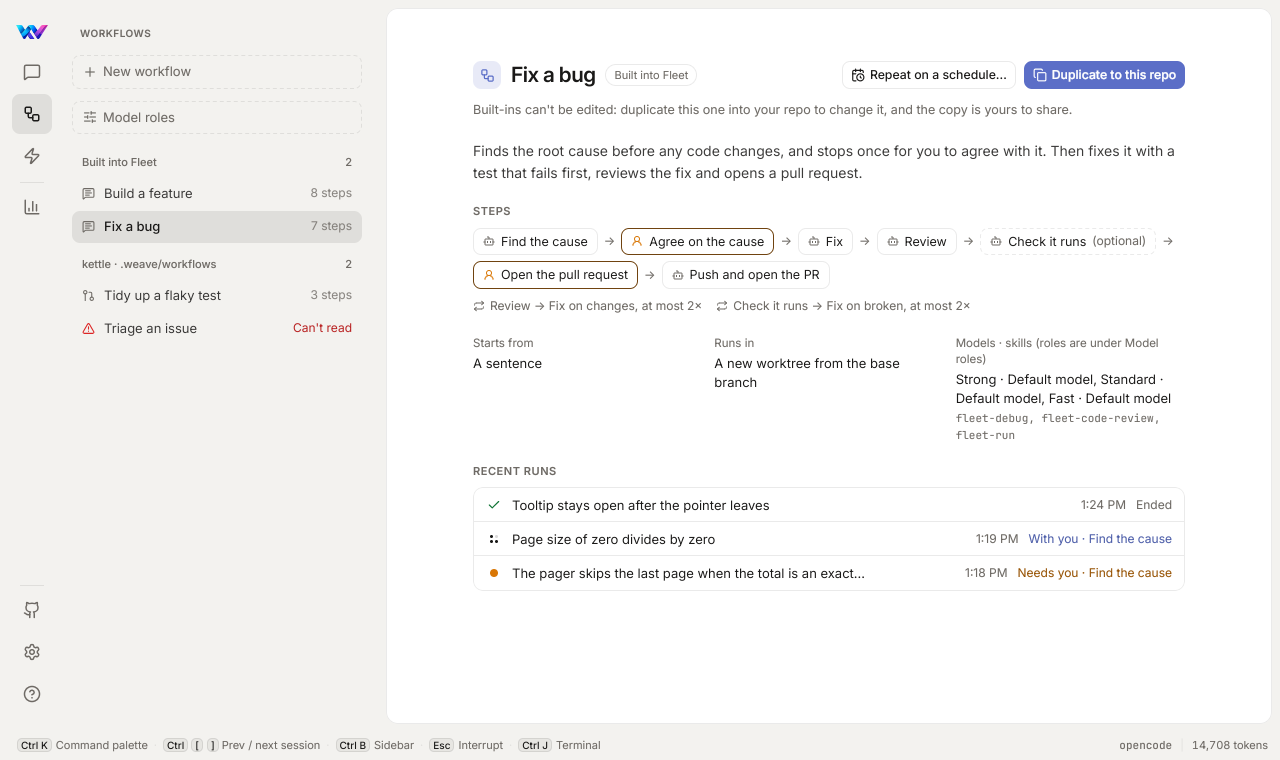 WORKFLOWS
New workflow
Model roles
Built into Fleet 2
Build a feature 8 steps
Fix a bug 7 steps
kettle · .weave/workflows 2
Tidy up a flaky test 3 steps
Triage an issue Can't read
Fix a bug Built into Fleet Repeat on a schedule... Duplicate to this repo
Built-ins can't be edited: duplicate this one into your repo to change it, and the copy is yours to share.
Finds the root cause before any code changes, and stops once for you to agree with it. Then fixes it with a
test that fails first, reviews the fix and opens a pull request.
STEPS
Find the cause → Agree on the cause → Fix → Review → Check it runs (optional) →
Open the pull request → Push and open the PR
Review → Fix on changes, at most 2× Check it runs → Fix on broken, at most 2×
Starts from
A sentence
Runs in
A new worktree from the base
branch
Models · skills (roles are under Model
roles)
Strong · Default model, Standard ·
Default model, Fast · Default model
fleet-debug, fleet-code-review,
fleet-run
RECENT RUNS
Tooltip stays open after the pointer leaves 1:24 PM Ended
Page size of zero divides by zero 1:19 PM With you · Find the cause
The pager skips the last page when the total is an exact... 1:18 PM Needs you · Find the cause
Ctrl K Command palette Ctrl [ ] Prev / next session Ctrl B Sidebar Esc Interrupt Ctrl J Terminal opencode 14,708 tokens